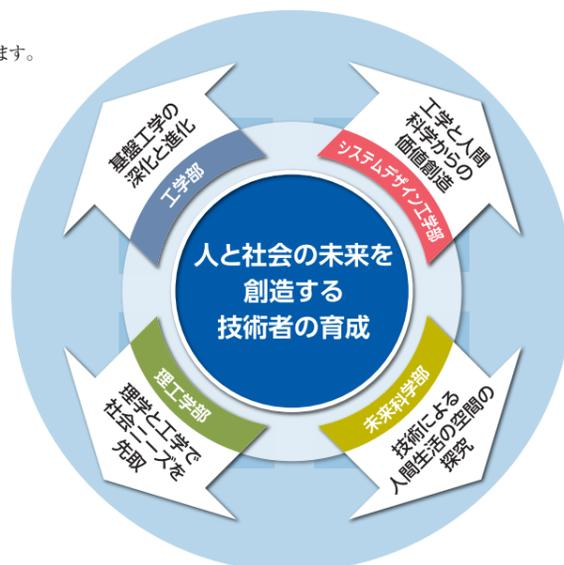 ます。
基盤工学の
深化と進化
工学部
工学と人間
科学からの
価値創造
システムデザイン工学部
人と社会の未来を
創造する
技術者の育成
理工学部
理学と工学で
社会ニーズを
先取
未来科学部
技術による
人間生活の空間の
探究